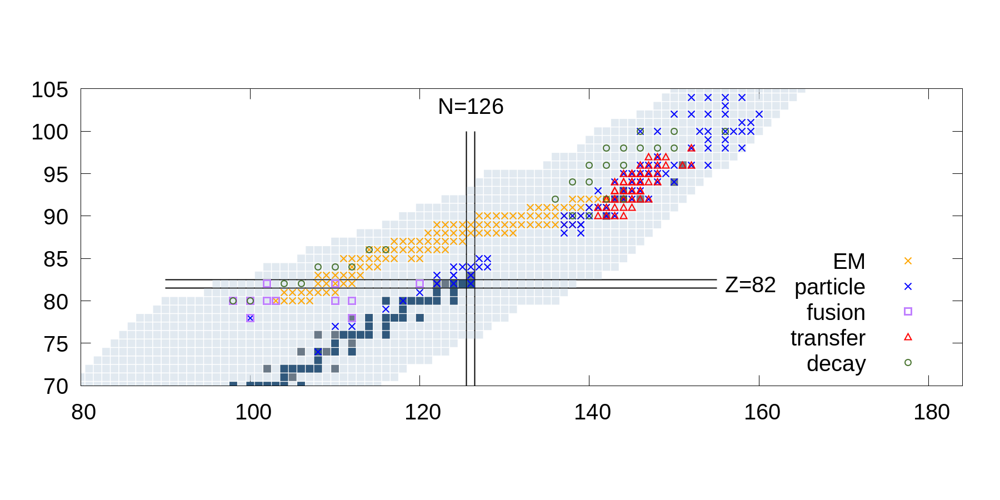 105
N=126
100
95
90
85
EM
Z=82
particle
80
fusion
transfer
75
decay
70
80 100 120 140 160 180